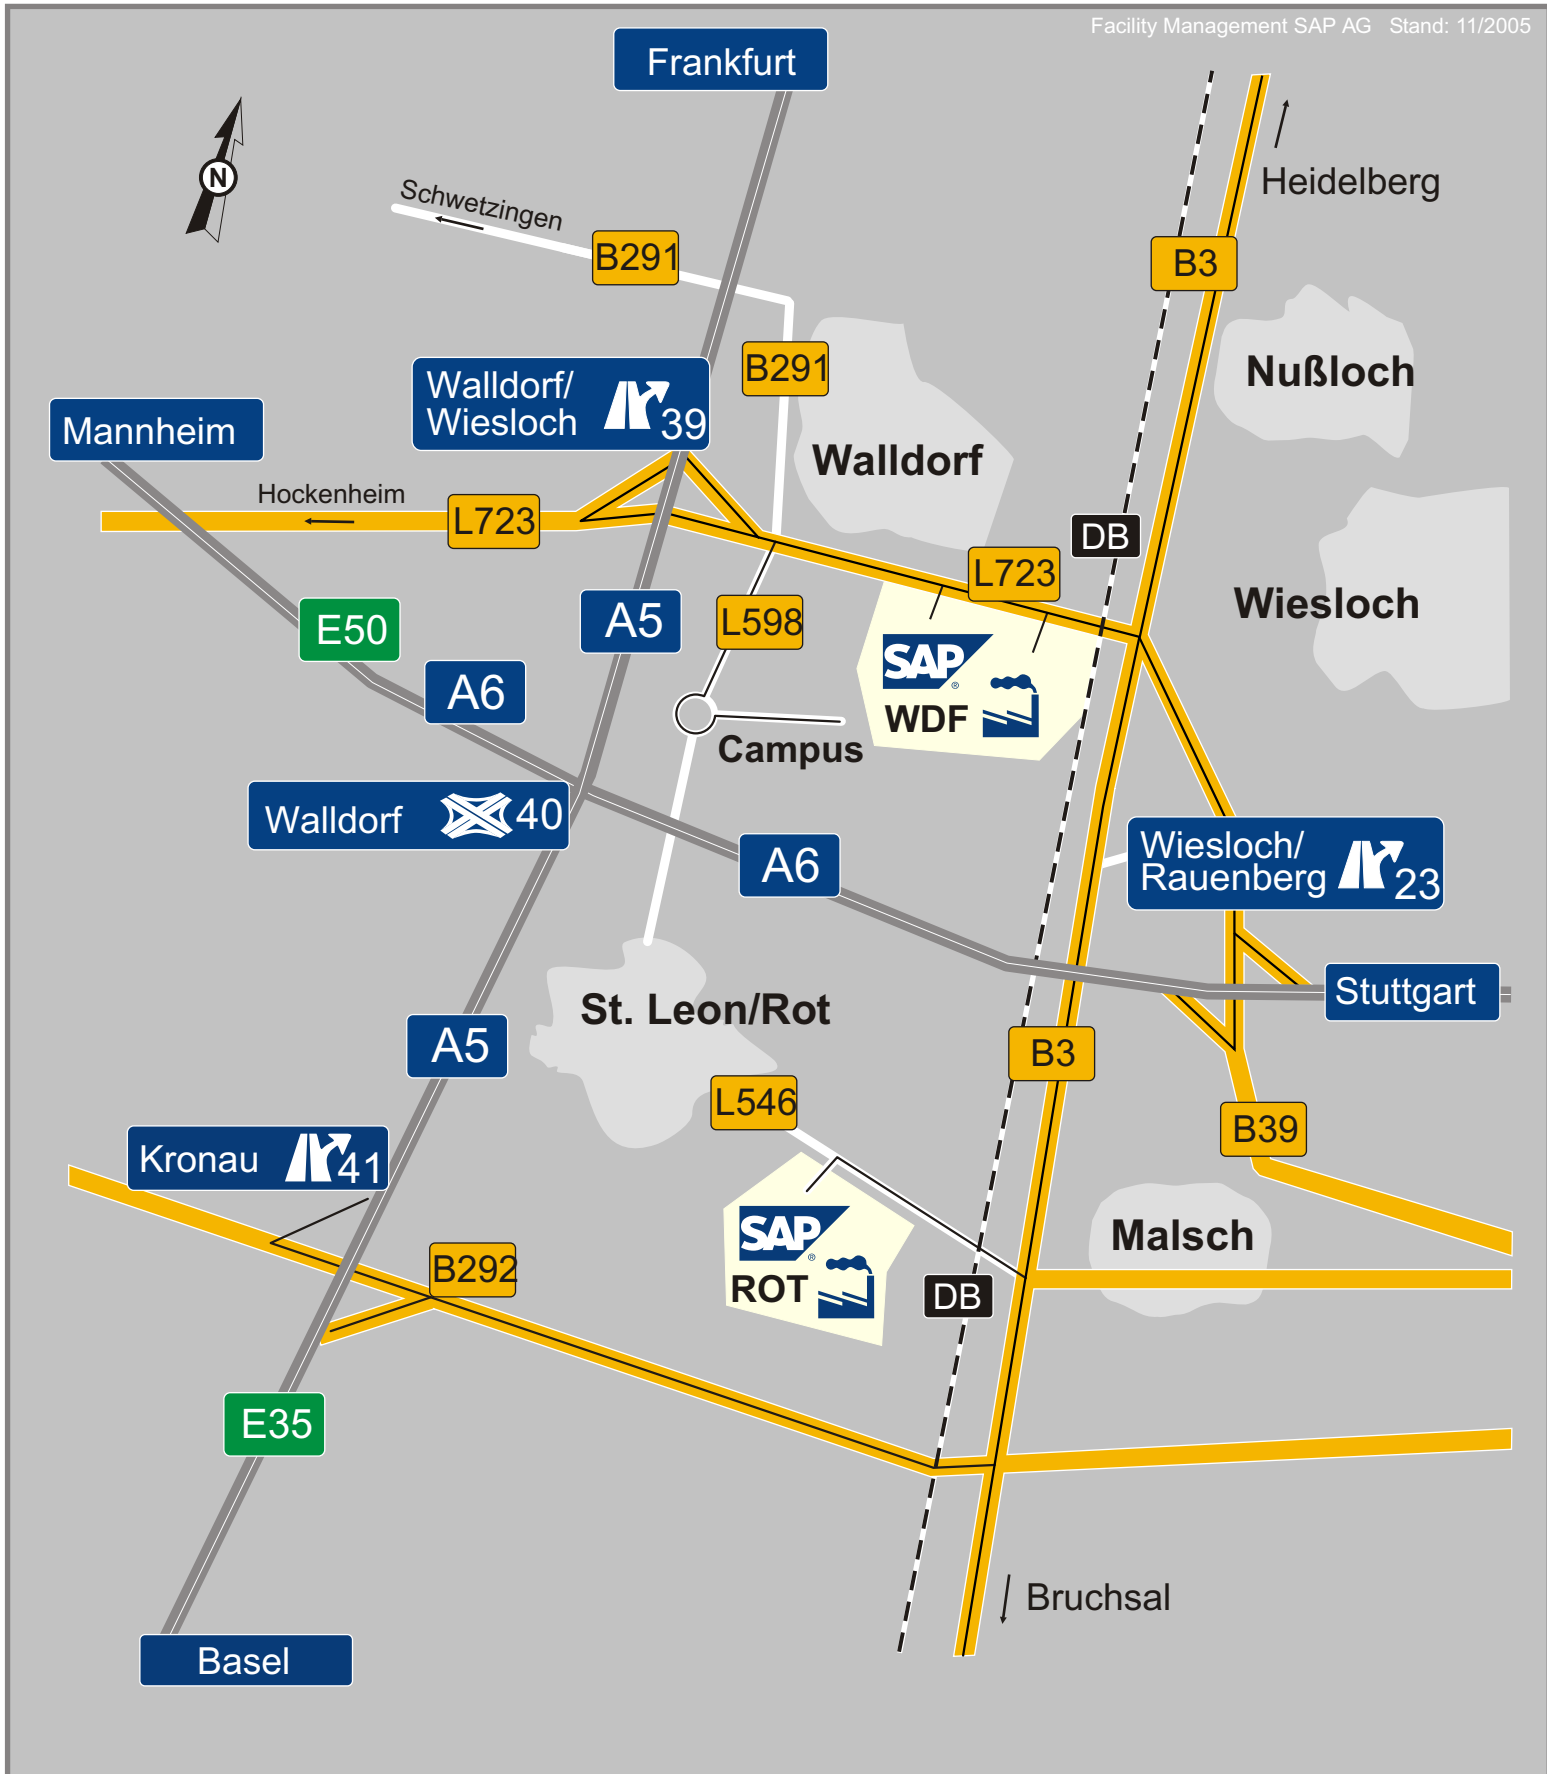 Facility Management SAP AG Stand: 11/2005
Frankfurt
N
Schwetzingen
Heidelberg
B291
B3
Walldorf/
Wiesloch 39
B291
Nußloch
Mannheim
Walldorf
Hockenheim
L723
DB
L723
Wiesloch
E50
A5
L598
SAP
®
WDF
A6
Campus
Walldorf 40
A6
Wiesloch/
Rauenberg 23
Stuttgart
St. Leon/Rot
A5
B3
L546
B39
Kronau 41
SAP
®
ROT
Malsch
B292
DB
E35
Bruchsal
Basel